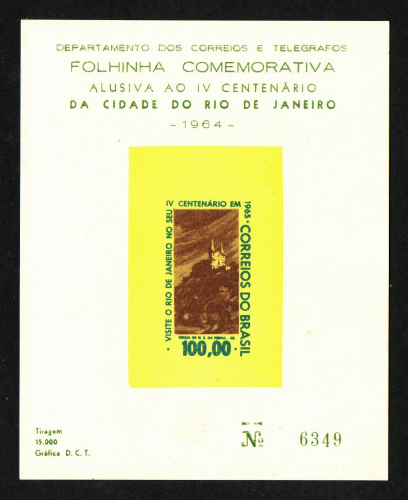 DEPARTAMENTO DOS CORREIOS E TELEGRAFOS
FOLHINHA COMEMORATIVA
ALUSIVA AO IV CENTENÁRIO
DA CIDADE DO RIO DE JANEIRO
- 1964 -
• VISITE O RIO DE JANEIRO NO SEU IV CENTENÁRIO EM 1965 •
CORREIOS DO BRASIL
100,00
Tiragem
15.000
Gráfica D. C. T.
Nº 6349